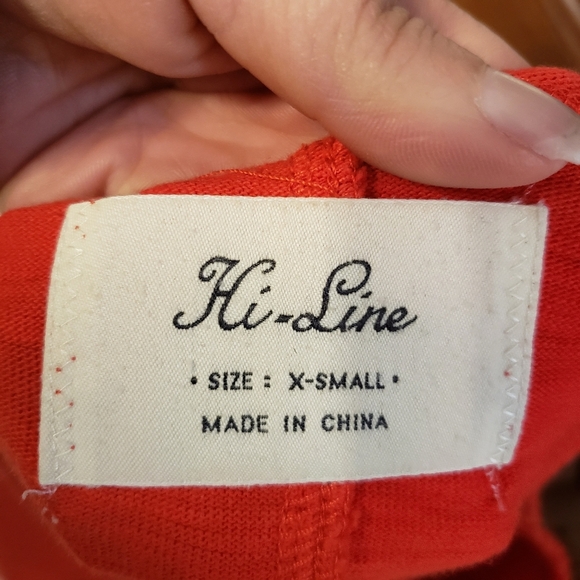 Hi-Line
• SIZE : X-SMALL •
MADE IN CHINA